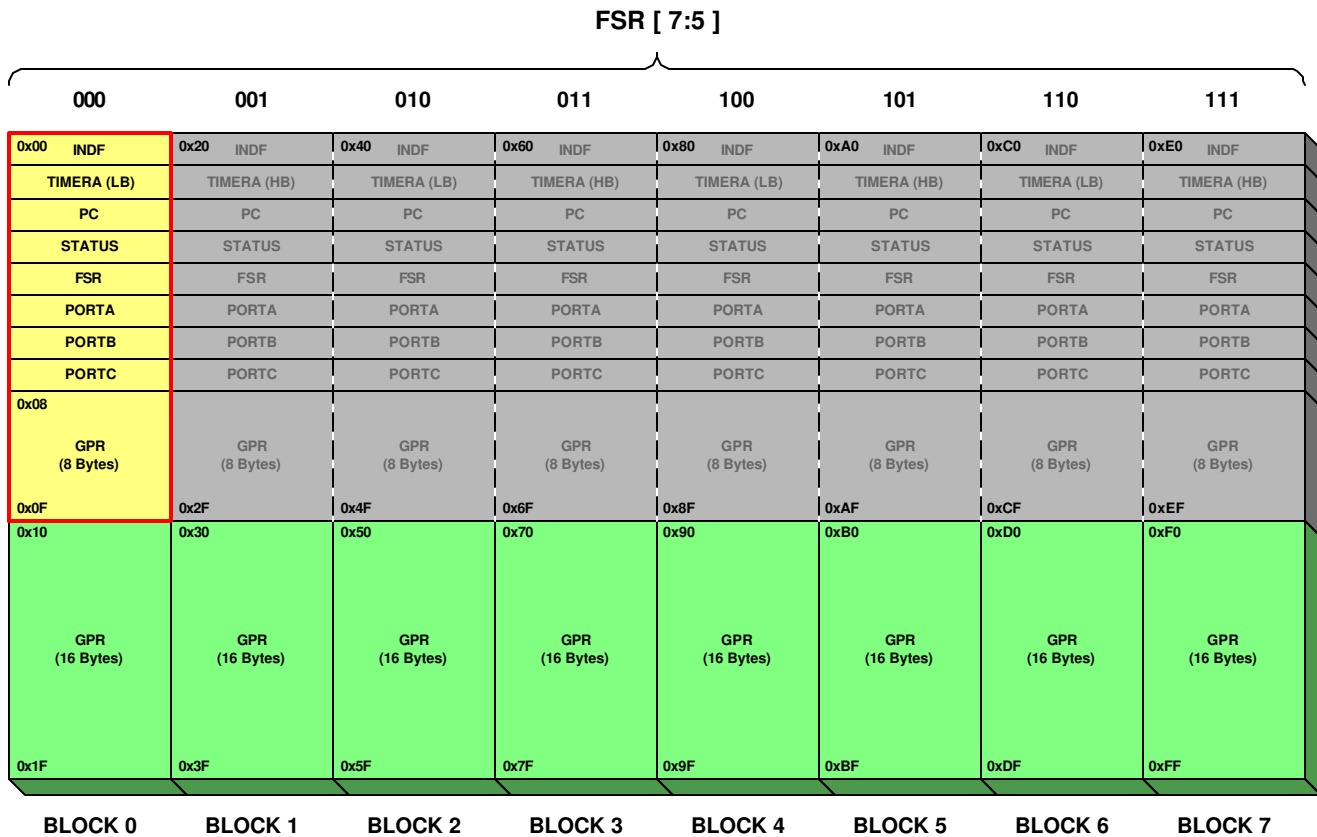 FSR [ 7:5 ]
000 001 010 011 100 101 110 111
0x00 INDF 0x20 INDF 0x40 INDF 0x60 INDF 0x80 INDF 0xA0 INDF 0xC0 INDF 0xE0 INDF
TIMERA (LB) TIMERA (HB) TIMERA (LB) TIMERA (HB) TIMERA (LB) TIMERA (HB) TIMERA (LB) TIMERA (HB)
PC PC PC PC PC PC PC PC
STATUS STATUS STATUS STATUS STATUS STATUS STATUS STATUS
FSR FSR FSR FSR FSR FSR FSR FSR
PORTA PORTA PORTA PORTA PORTA PORTA PORTA PORTA
PORTB PORTB PORTB PORTB PORTB PORTB PORTB PORTB
PORTC PORTC PORTC PORTC PORTC PORTC PORTC PORTC
0x08
GPR GPR GPR GPR GPR GPR GPR GPR
(8 Bytes) (8 Bytes) (8 Bytes) (8 Bytes) (8 Bytes) (8 Bytes) (8 Bytes) (8 Bytes)
0x0F 0x2F 0x4F 0x6F 0x8F 0xAF 0xCF 0xEF
0x10 0x30 0x50 0x70 0x90 0xB0 0xD0 0xF0
GPR GPR GPR GPR GPR GPR GPR GPR
(16 Bytes) (16 Bytes) (16 Bytes) (16 Bytes) (16 Bytes) (16 Bytes) (16 Bytes) (16 Bytes)
0x1F 0x3F 0x5F 0x7F 0x9F 0xBF 0xDF 0xFF
BLOCK 0 BLOCK 1 BLOCK 2 BLOCK 3 BLOCK 4 BLOCK 5 BLOCK 6 BLOCK 7